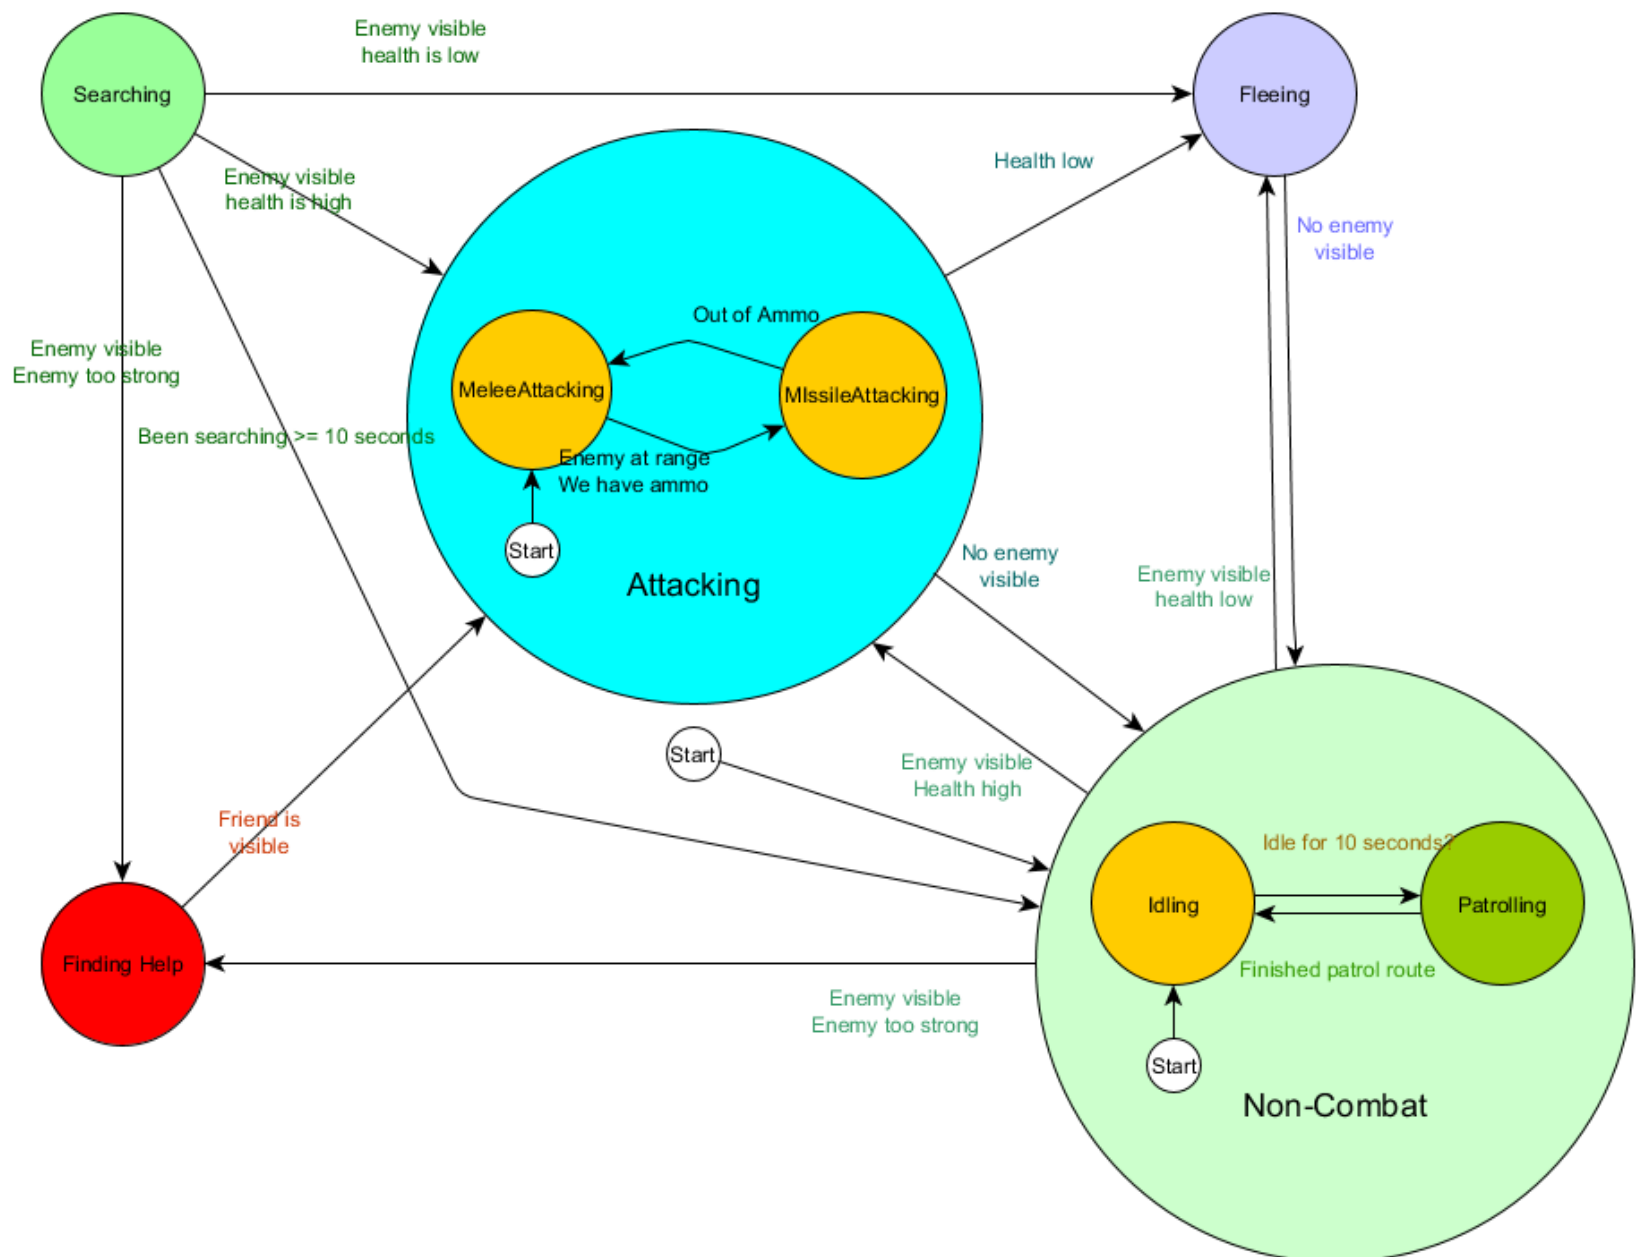 Enemy visible
health is low
Searching
Fleeing
Enemy visible
health is high
Health low
No enemy
visible
Out of Ammo
Enemy visible
Enemy too strong
MeleeAttacking
MIssileAttacking
Been searching >= 10 seconds
Enemy at range
We have ammo
Start
Attacking
No enemy
visible
Enemy visible
health low
Start
Enemy visible
Health high
Friend is
visible
Idle for 10 seconds?
Idling
Patrolling
Finding Help
Finished patrol route
Enemy visible
Enemy too strong
Start
Non-Combat